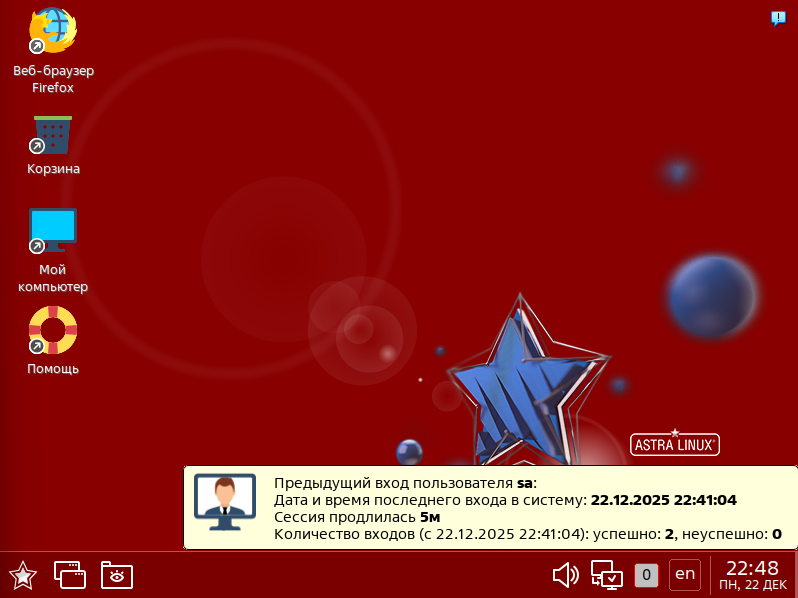 Веб-браузер
Firefox
Корзина
Мой
компьютер
Помощь
ASTRA LINUX®
Предыдущий вход пользователя sa:
Дата и время последнего входа в систему: 22.12.2025 22:41:04
Сессия продлилась 5м
Количество входов (с 22.12.2025 22:41:04): успешно: 2, неуспешно: 0
0
en
22:48
ПН, 22 ДЕК